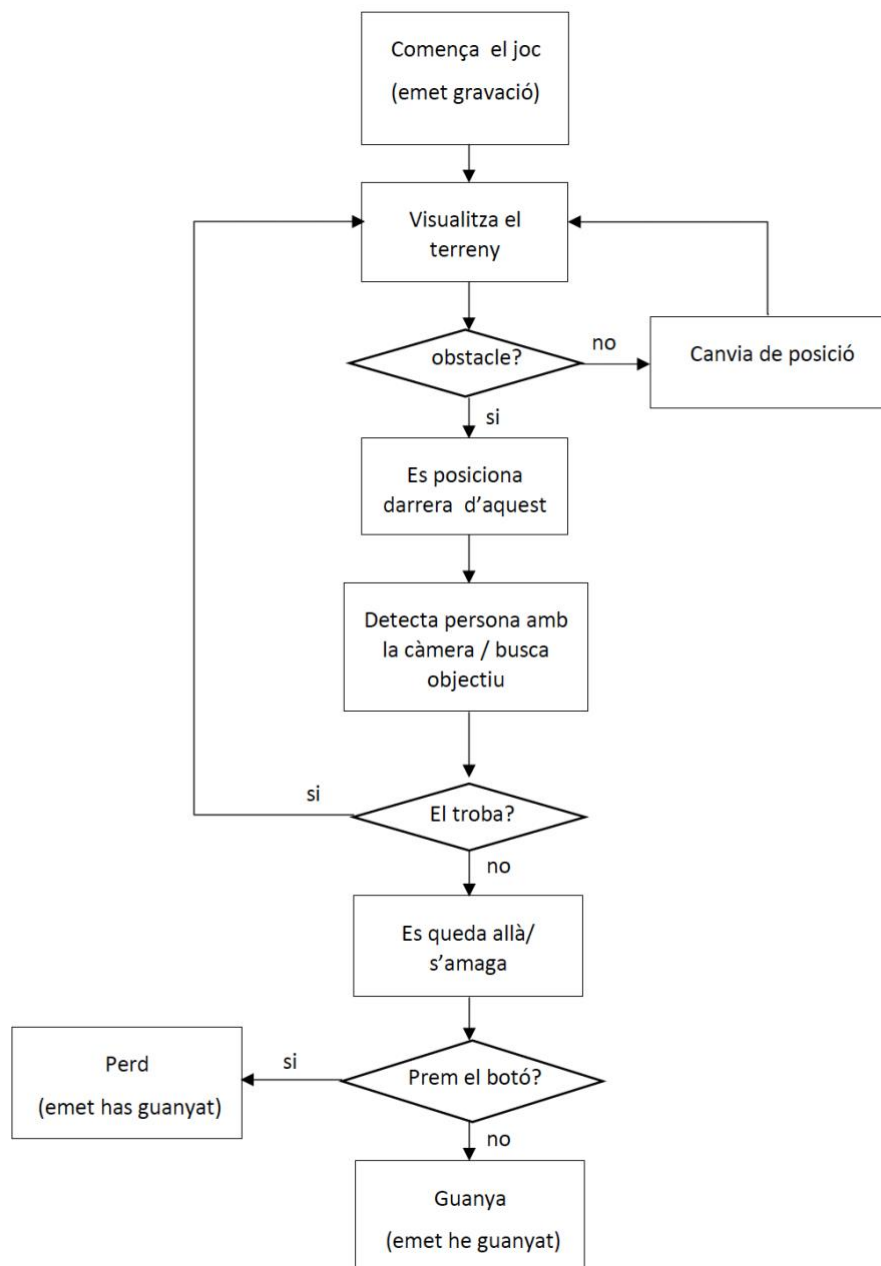 Comença el joc
(emet gravació)
Visualitza el
terreny
obstacle?
no
Canvia de posició
si
Es posiciona
darrera d'aquest
Detecta persona amb
la càmera / busca
objectiu
si
El troba?
no
Es queda allà/
s'amaga
Perd
(emet has guanyat)
si
Prem el botó?
no
Guanya
(emet he guanyat)